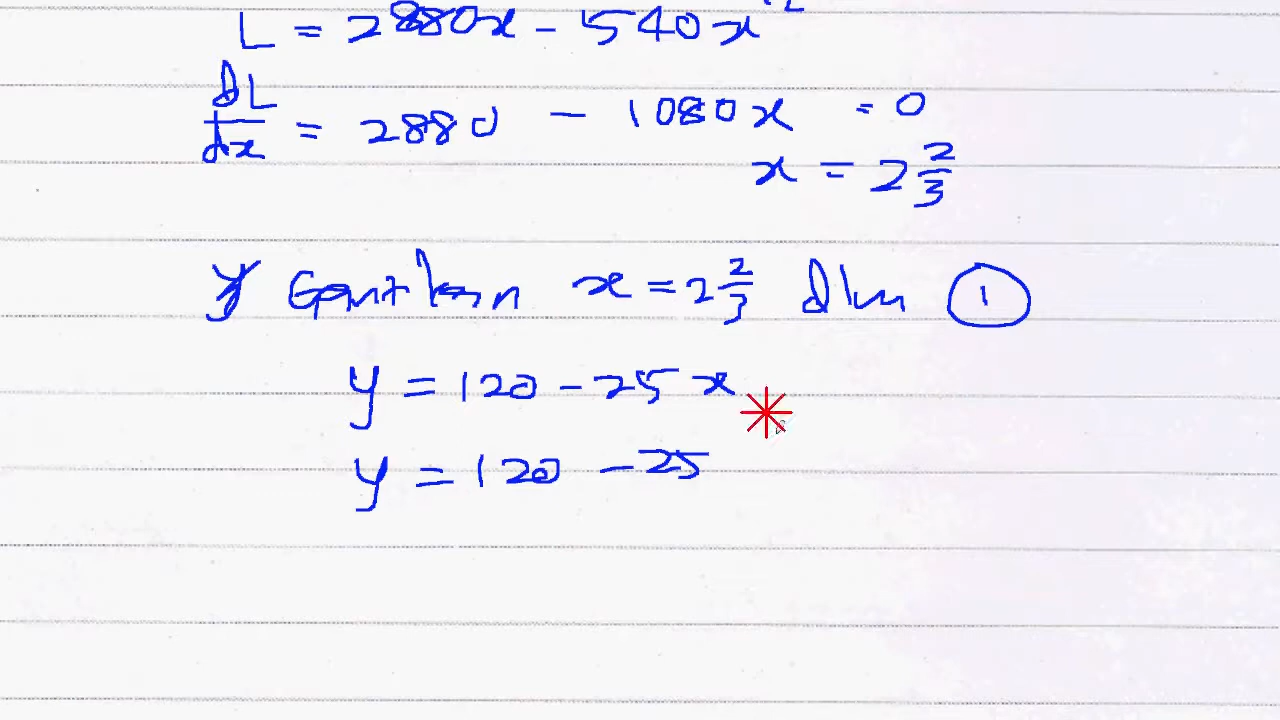 L = 2880x - 540x²
dL/dx = 2880 - 1080x = 0
x = 2 2/3
y Gantikan x = 2 2/3 dlm ①
y = 120 - 25x
y = 120 - 25